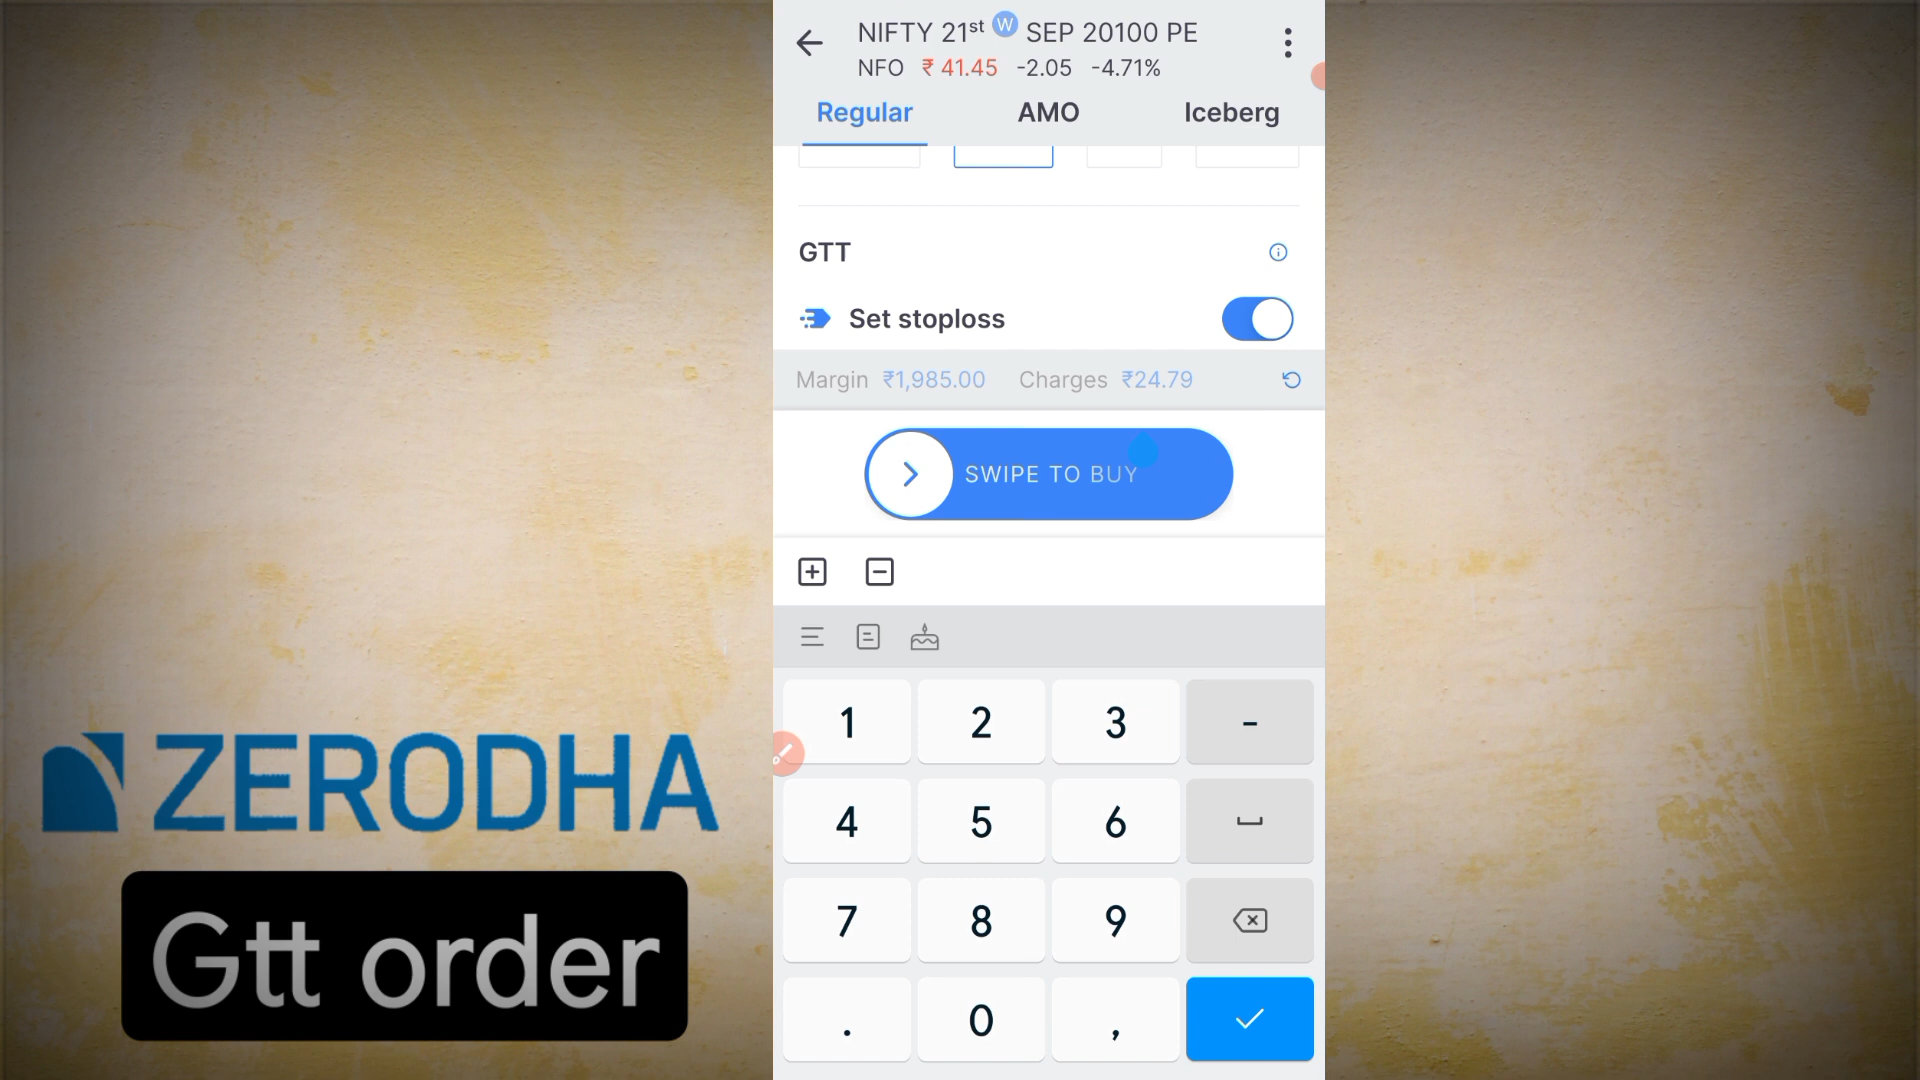 NIFTY 21st W SEP 20100 PE
NFO ₹ 41.45 -2.05 -4.71%
Regular AMO Iceberg
GTT
Set stoploss
Margin ₹1,985.00 Charges ₹24.79
SWIPE TO BUY
1 2 3 -
4 5 6
7 8 9
. 0 ,
ZERODHA
Gtt order